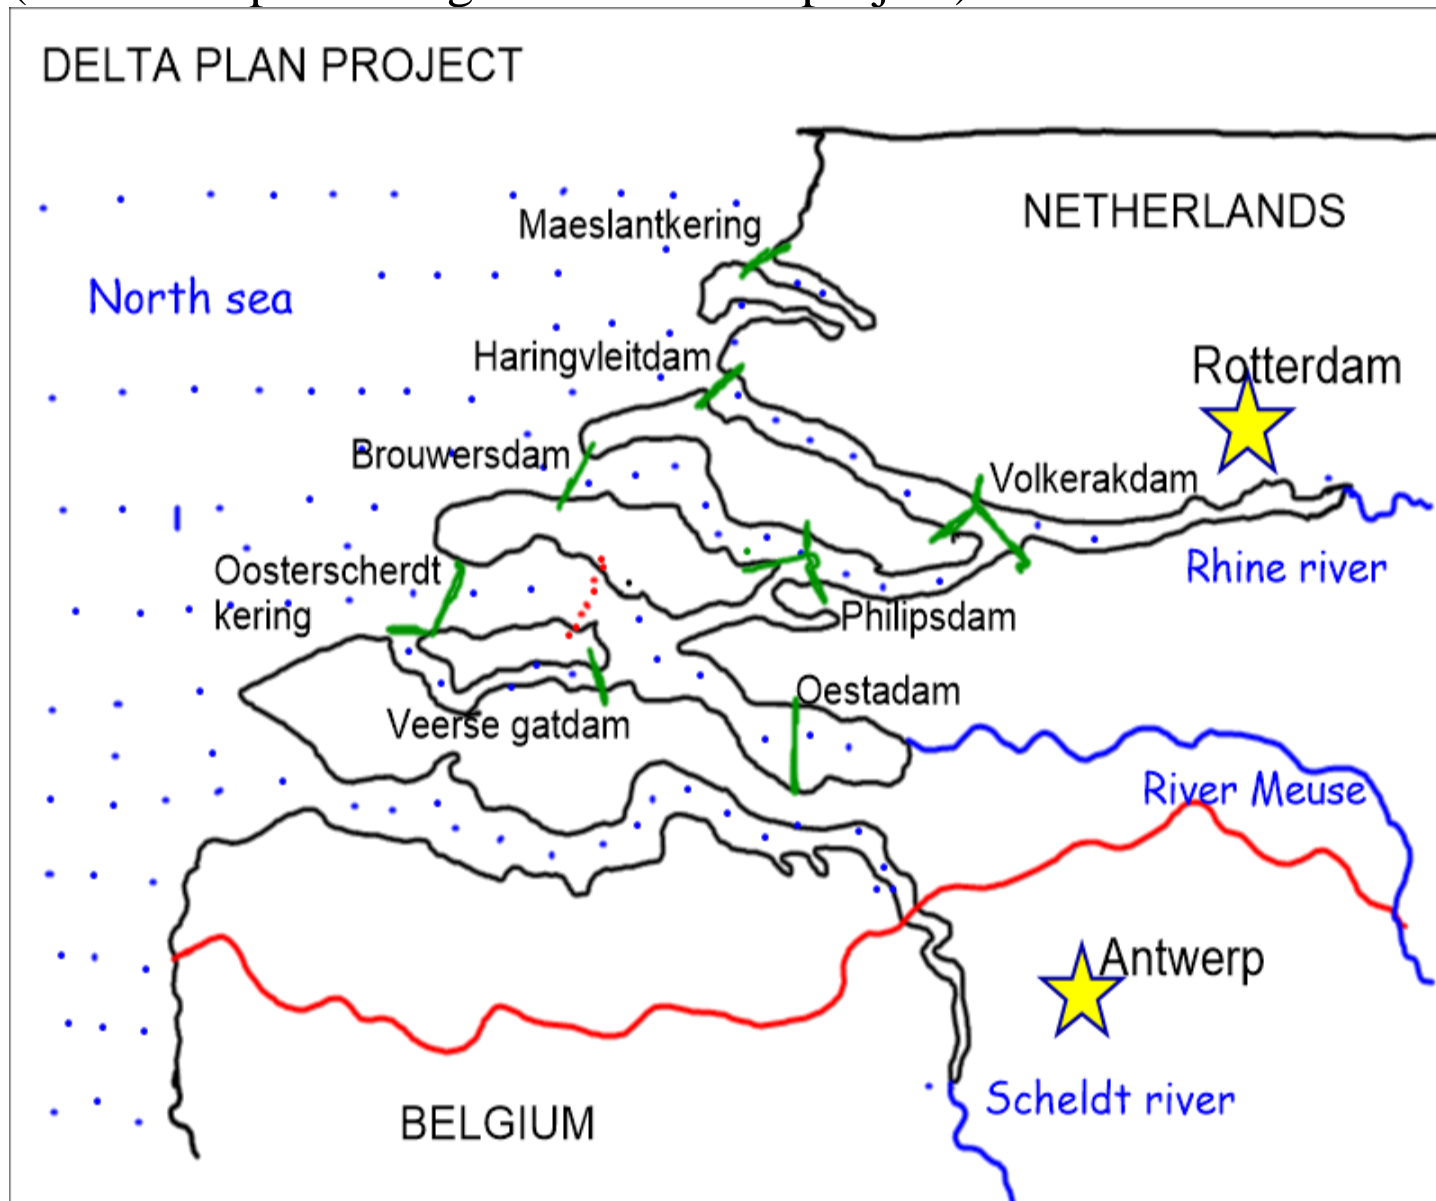 DELTA PLAN PROJECT
NETHERLANDS
Maeslantkering
North sea
Haringvleitdam
Rotterdam
Brouwersdam
Volkerakdam
Oosterscherdt
kering
Rhine river
Philipsdam
Oestadam
Veerse gatdam
River Meuse
Antwerp
Scheldt river
BELGIUM